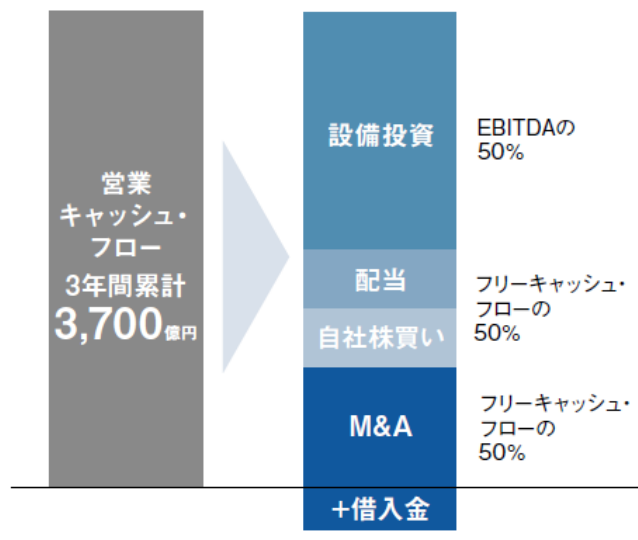 営業
キャッシュ・
フロー
3年間累計
3,700億円
設備投資
EBITDAの
50%
配当
自社株買い
フリーキャッシュ・
フローの
50%
M&A
フリーキャッシュ・
フローの
50%
+借入金